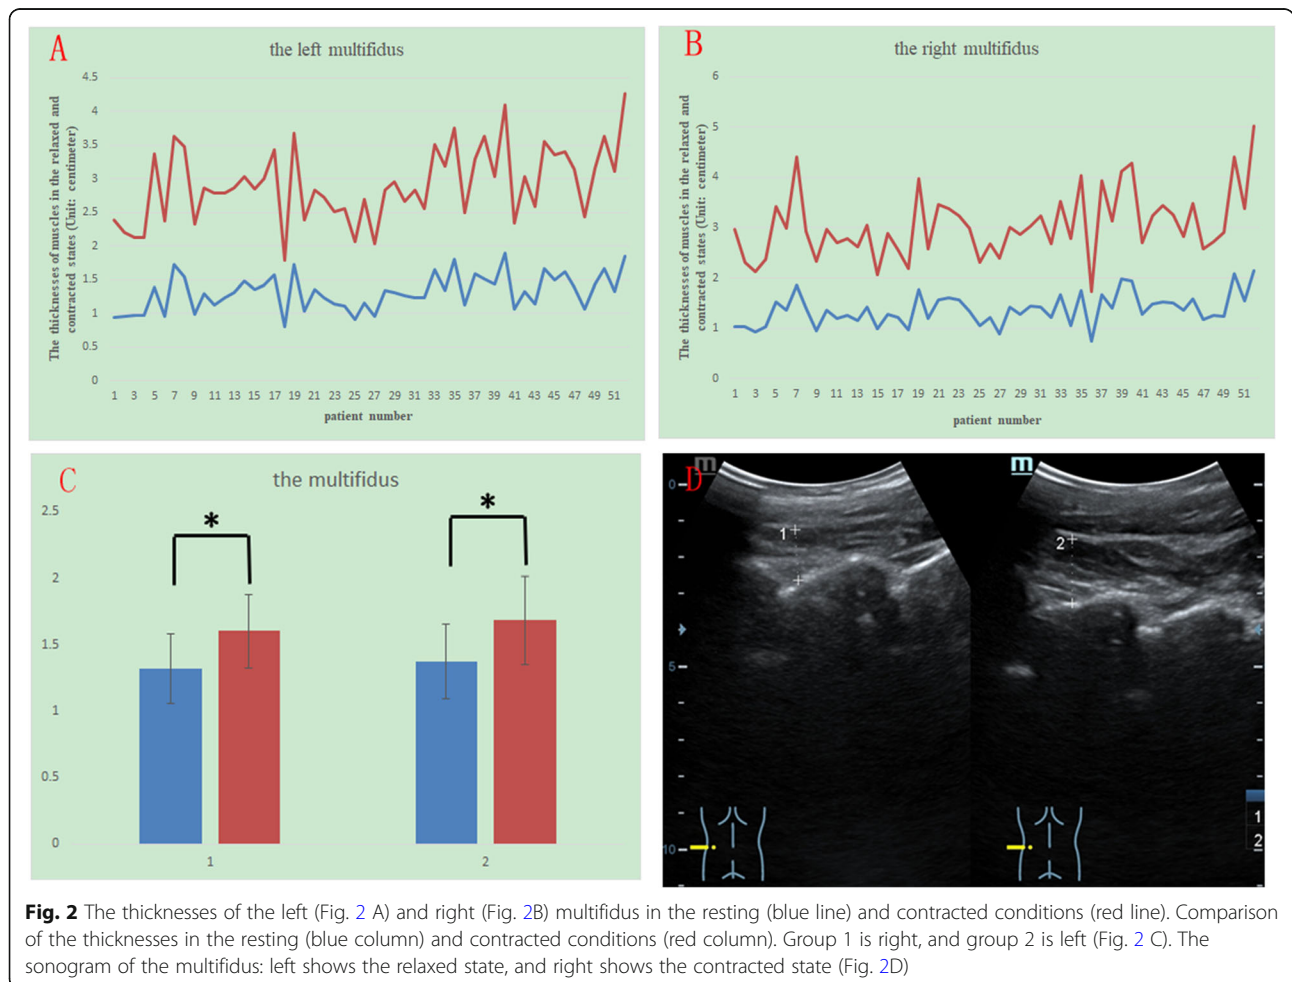 A
the left multifidus
The thicknesses of muscles in the relaxed and
contracted states (Unit: centimeter)
4.5
4
3.5
3
2.5
2
1.5
1
0.5
0
1 3 5 7 9 11 13 15 17 19 21 23 25 27 29 31 33 35 37 39 41 43 45 47 49 51
patient number
B
the right multifidus
The thicknesses of muscles in the relaxed and
contracted states (Unit: centimeter)
6
5
4
3
2
1
0
1 3 5 7 9 11 13 15 17 19 21 23 25 27 29 31 33 35 37 39 41 43 45 47 49 51
patient number
C
the multifidus
2.5
2
1.5
1
0.5
0
* *
1 2
D
m m
0
1
2
5
10
1
2
Fig. 2 The thicknesses of the left (Fig. 2 A) and right (Fig. 2B) multifidus in the resting (blue line) and contracted conditions (red line). Comparison
of the thicknesses in the resting (blue column) and contracted conditions (red column). Group 1 is right, and group 2 is left (Fig. 2 C). The
sonogram of the multifidus: left shows the relaxed state, and right shows the contracted state (Fig. 2D)